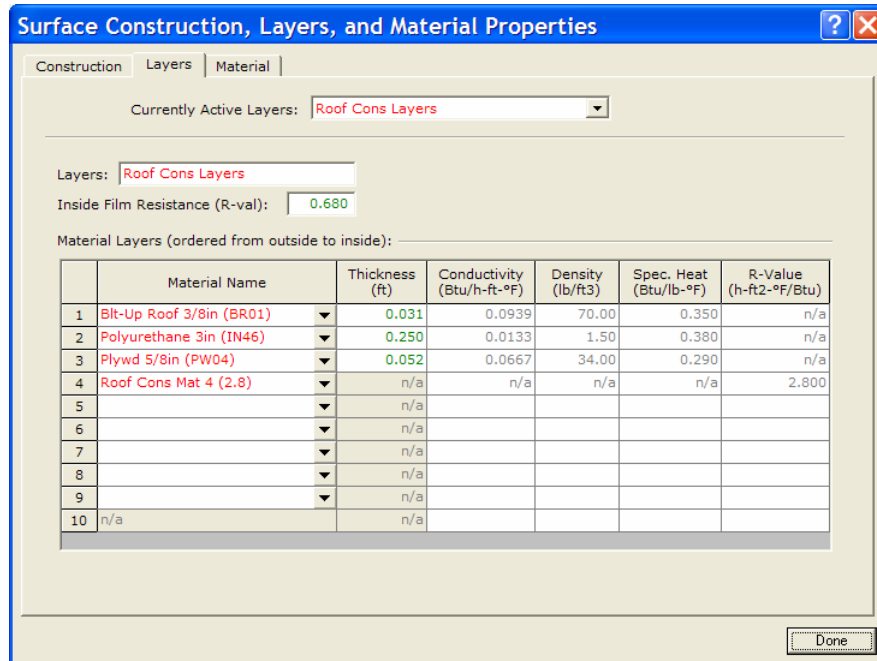 Surface Construction, Layers, and Material Properties
Construction Layers Material
Currently Active Layers: Roof Cons Layers
Layers: Roof Cons Layers
Inside Film Resistance (R-val): 0.680
Material Layers (ordered from outside to inside):
Material Name Thickness (ft) Conductivity (Btu/h-ft-°F) Density (lb/ft3) Spec. Heat (Btu/lb-°F) R-Value (h-ft2-°F/Btu)
1 Blt-Up Roof 3/8in (BR01) 0.031 0.0939 70.00 0.350 n/a
2 Polyurethane 3in (IN46) 0.250 0.0133 1.50 0.380 n/a
3 Plywd 5/8in (PW04) 0.052 0.0667 34.00 0.290 n/a
4 Roof Cons Mat 4 (2.8) n/a n/a n/a n/a 2.800
5 n/a
6 n/a
7 n/a
8 n/a
9 n/a
10 n/a n/a
Done